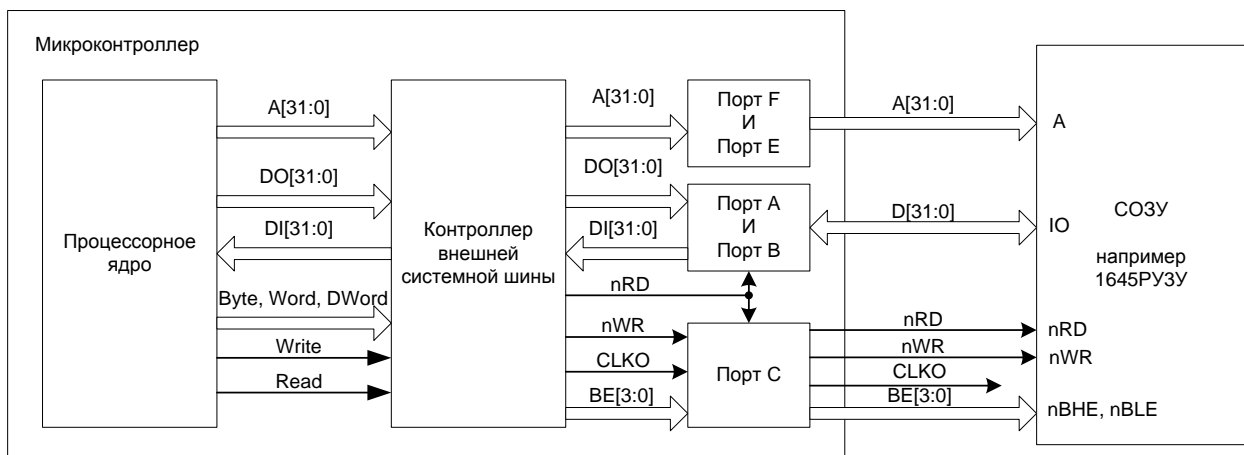 Микроконтроллер
Процессорное
ядро
A[31:0]
DO[31:0]
DI[31:0]
Byte, Word, DWord
Write
Read
Контроллер
внешней
системной шины
A[31:0]
DO[31:0]
DI[31:0]
nRD
nWR
CLKO
BE[3:0]
Порт F
И
Порт E
Порт A
И
Порт B
Порт C
A[31:0]
D[31:0]
nRD
nWR
CLKO
BE[3:0]
A
IO
СОЗУ
например
1645РУ3У
nRD
nWR
nBHE, nBLE